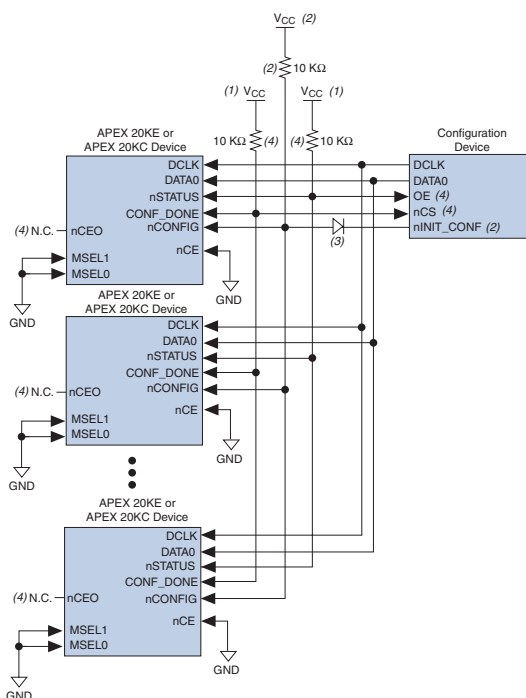 VCC (2)
(2) 10 KΩ
(1) VCC
VCC (1)
10 KΩ (4)
(4) 10 KΩ
APEX 20KE or
APEX 20KC Device
DCLK
DATA0
nSTATUS
CONF_DONE
nCONFIG
nCE
(4) N.C. nCEO
MSEL1
MSEL0
GND
GND
Configuration
Device
DCLK
DATA0
OE (4)
nCS (4)
nINIT_CONF (2)
(3)
APEX 20KE or
APEX 20KC Device
DCLK
DATA0
nSTATUS
CONF_DONE
nCONFIG
nCE
(4) N.C. nCEO
MSEL1
MSEL0
GND
GND
APEX 20KE or
APEX 20KC Device
DCLK
DATA0
nSTATUS
CONF_DONE
nCONFIG
nCE
(4) N.C. nCEO
MSEL1
MSEL0
GND
GND